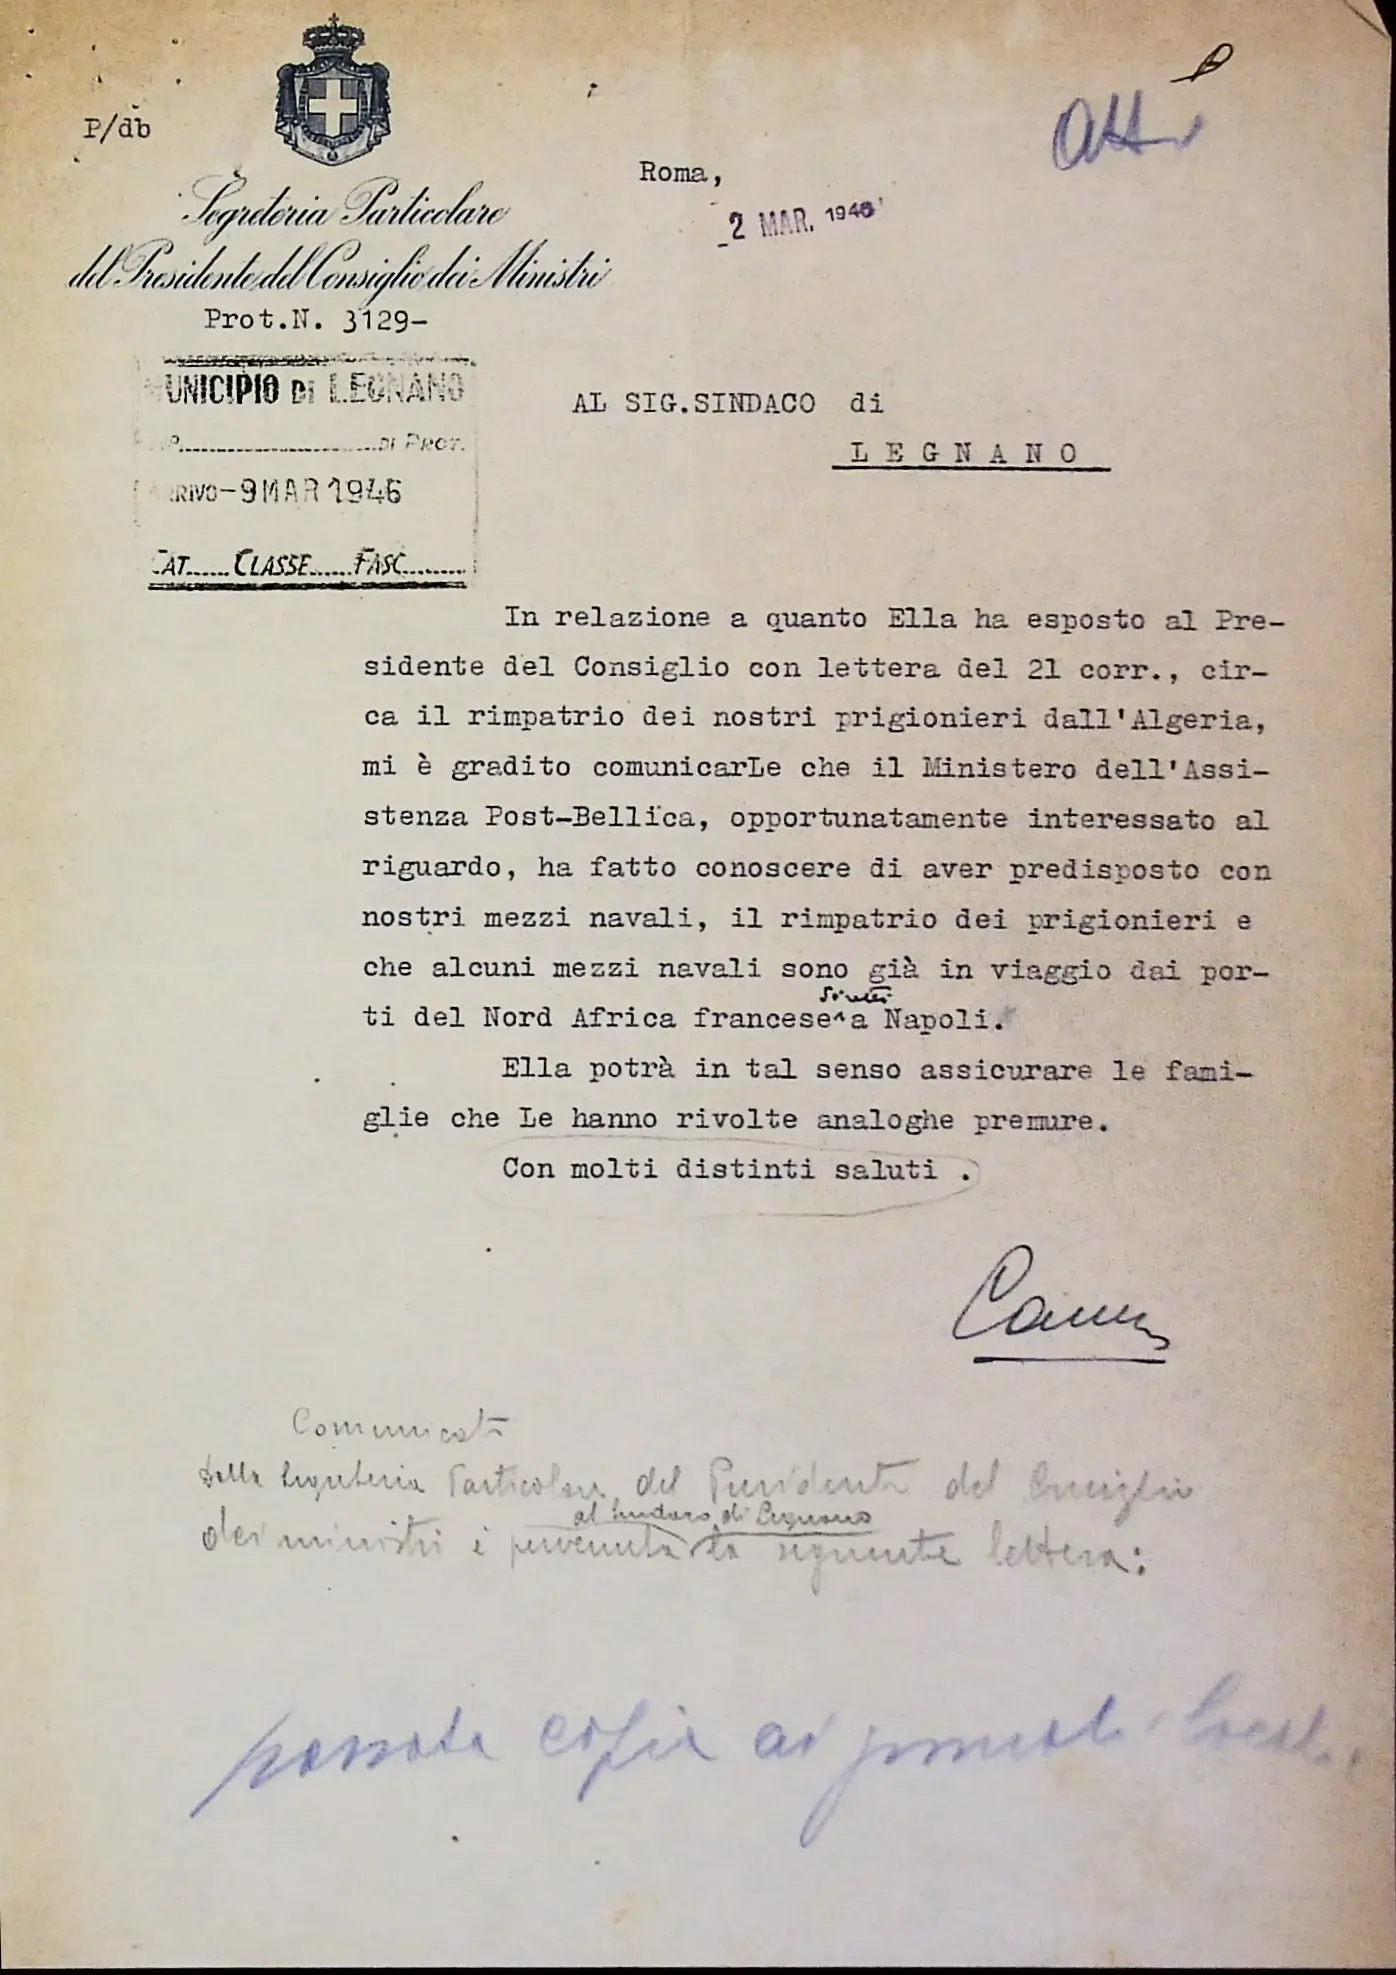 P/db
Atti
Segreteria Particolare
del Presidente del Consiglio dei Ministri
Prot.N. 3129-
Roma,
2 MAR. 1946
MUNICIPIO DI LEGNANO
DI PROT.
ARRIVO -9 MAR 1946
CAT...... CLASSE...... FASC.........
AL SIG.SINDACO di
LEGNANO
In relazione a quanto Ella ha esposto al Pre-
sidente del Consiglio con lettera del 21 corr., cir-
ca il rimpatrio dei nostri prigionieri dall'Algeria,
mi è gradito comunicarLe che il Ministero dell'Assi-
stenza Post-Bellica, opportunatamente interessato al
riguardo, ha fatto conoscere di aver predisposto con
nostri mezzi navali, il rimpatrio dei prigionieri e
che alcuni mezzi navali sono già in viaggio dai por-
diretti
ti del Nord Africa francese a Napoli.
Ella potrà in tal senso assicurare le fami-
glie che Le hanno rivolte analoghe premure.
Con molti distinti saluti .
Comunicati
Dalla Segreteria Particolare del Presidente del Consiglio
al Sindaco di Legnano
dei ministri è pervenuta la seguente lettera:
copia ai giornali locali